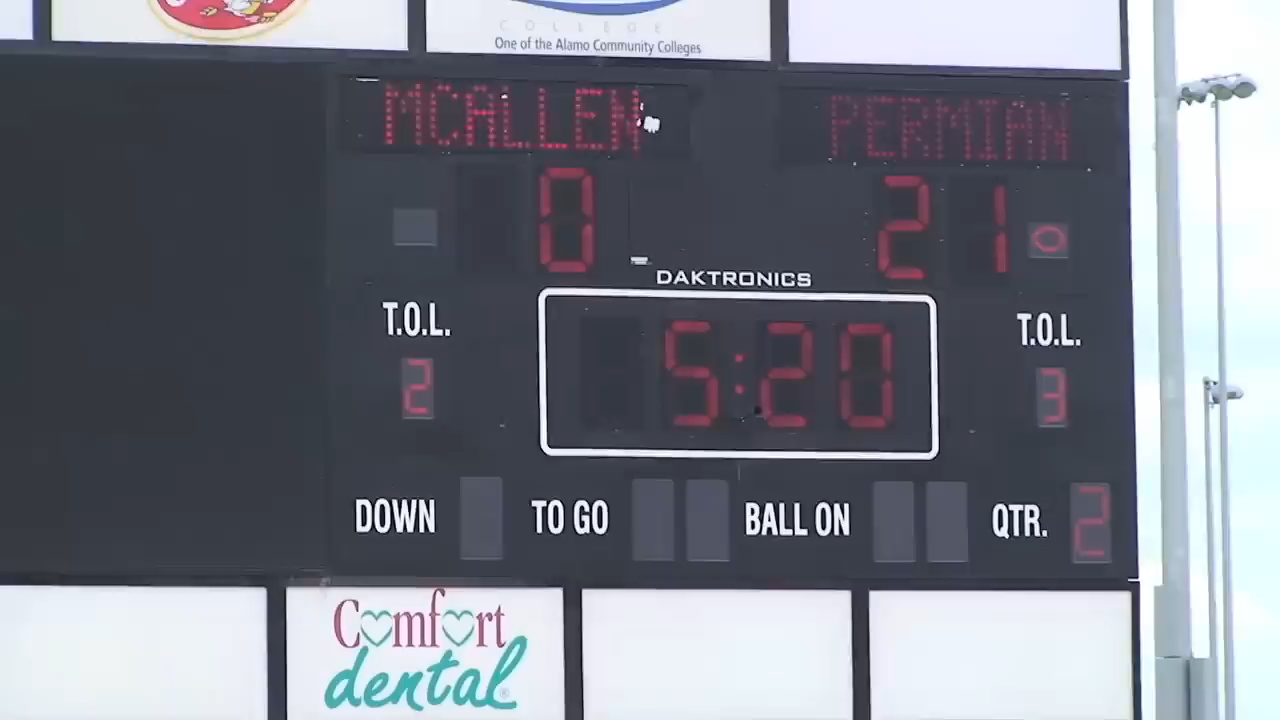 COLLEGE
One of the Alamo Community Colleges
MCALLEN PERMIAN
0 21
DAKTRONICS
T.O.L. T.O.L.
5:20
2 3
DOWN TO GO BALL ON QTR. 2
Comfort
dental®